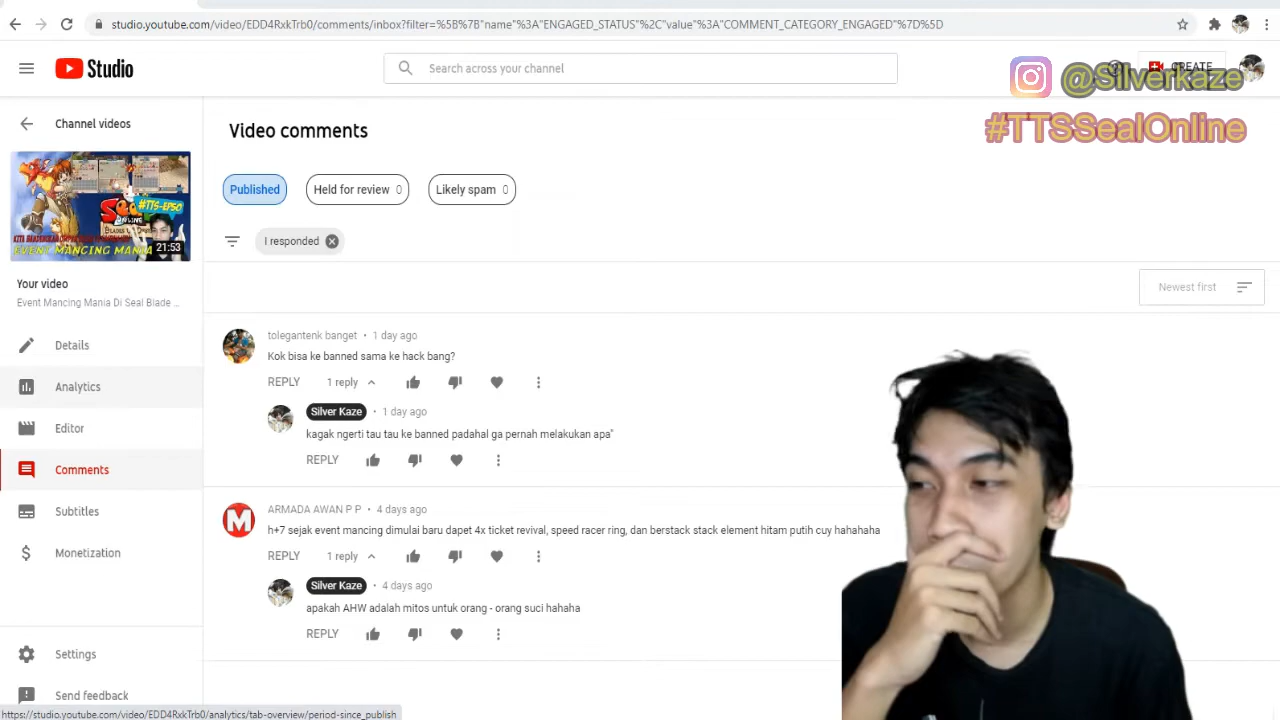 studio.youtube.com/video/EDD4RxkTrb0/comments/inbox?filter=%5B%7B"name"%3A"ENGAGED_STATUS"%2C"value"%3A"COMMENT_CATEGORY_ENGAGED"%7D%5D
Studio
Search across your channel
CREATE
@Silverkaze
#TTSSealOnline
Channel videos
#TTS-EP50
EVENT MANCING MANIA
21:53
Your video
Event Mancing Mania Di Seal Blade ...
Details
Analytics
Editor
Comments
Subtitles
Monetization
Settings
Send feedback
Video comments
Published
Held for review 0
Likely spam 0
I responded
Newest first
tolegantenk banget • 1 day ago
Kok bisa ke banned sama ke hack bang?
REPLY 1 reply
Silver Kaze • 1 day ago
kagak ngerti tau tau ke banned padahal ga pernah melakukan apa"
REPLY
ARMADA AWAN P P • 4 days ago
h+7 sejak event mancing dimulai baru dapet 4x ticket revival, speed racer ring, dan berstack stack element hitam putih cuy hahahaha
REPLY 1 reply
Silver Kaze • 4 days ago
apakah AHW adalah mitos untuk orang - orang suci hahaha
REPLY
https://studio.youtube.com/video/EDD4RxkTrb0/analytics/tab-overview/period-since_publish